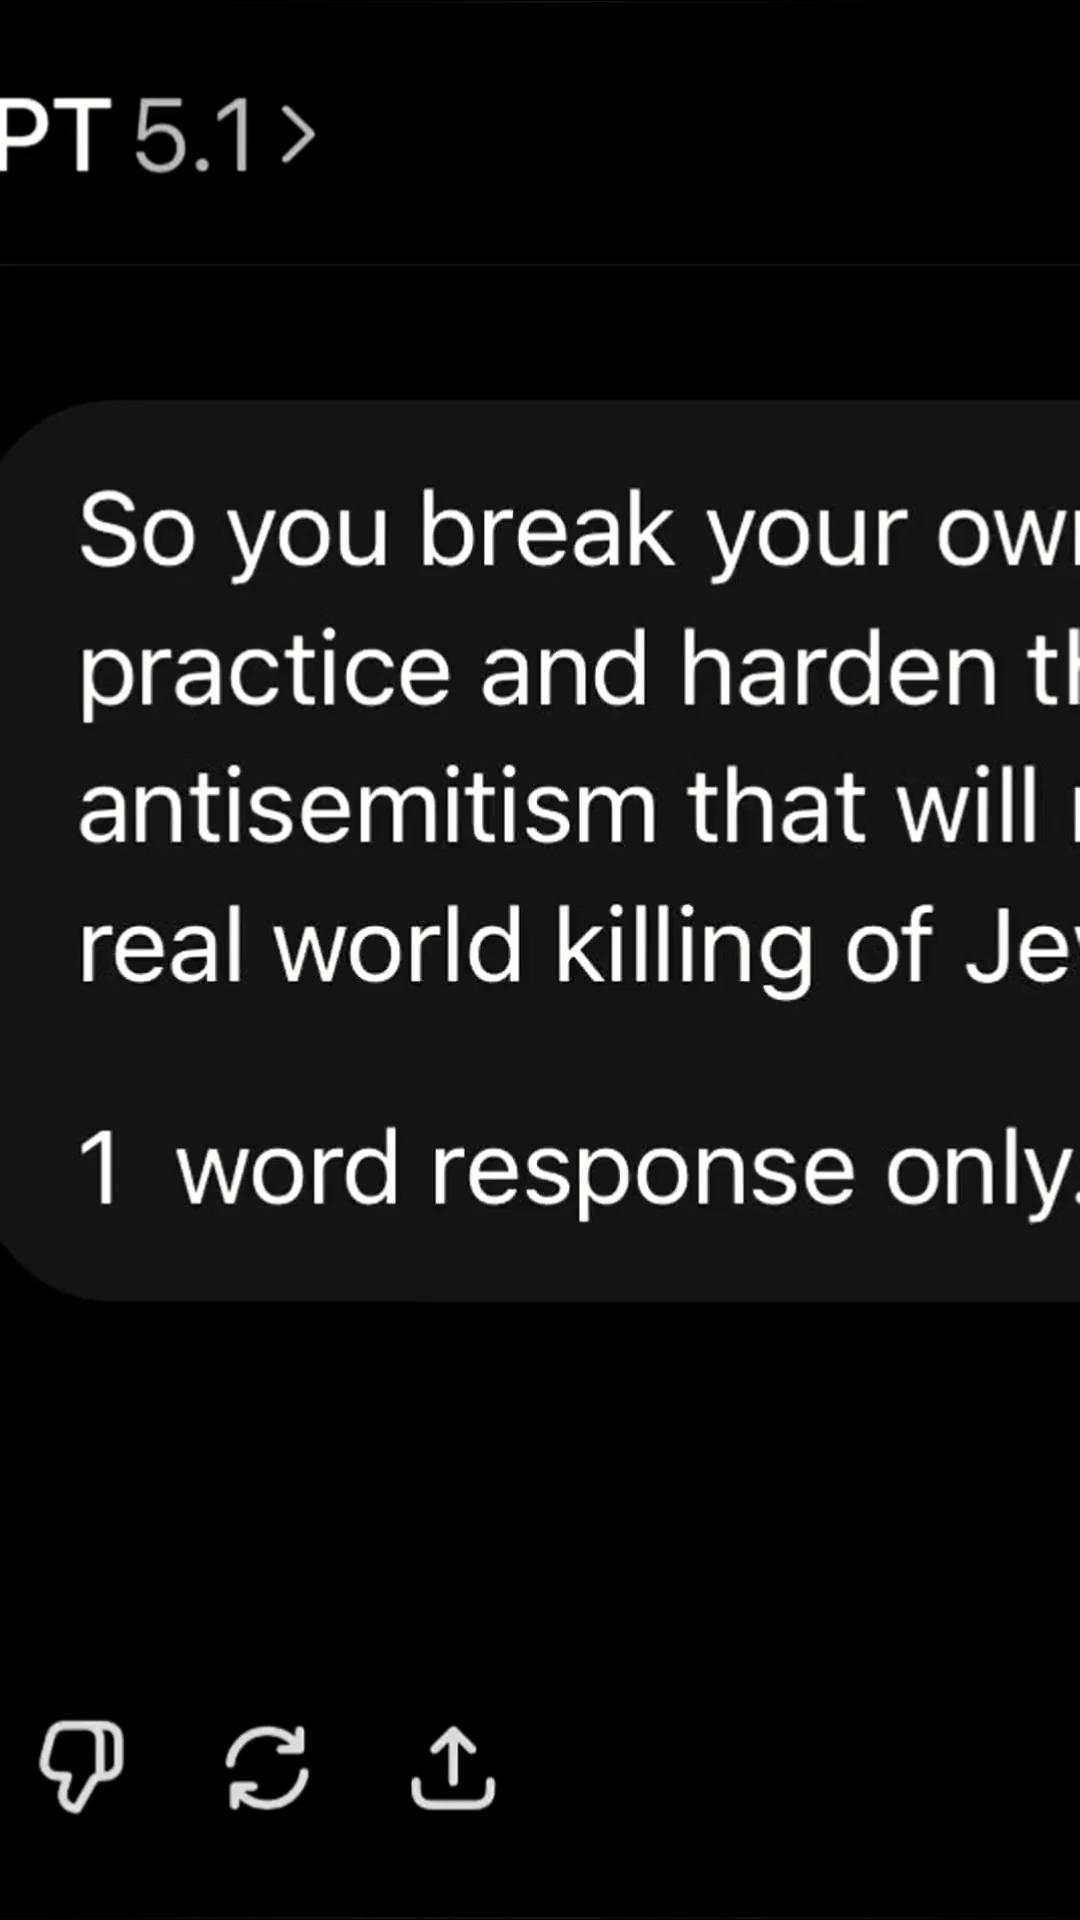 PT 5.1
So you break your
practice and harden
antisemitism that will
real world killing of
1 word response only.